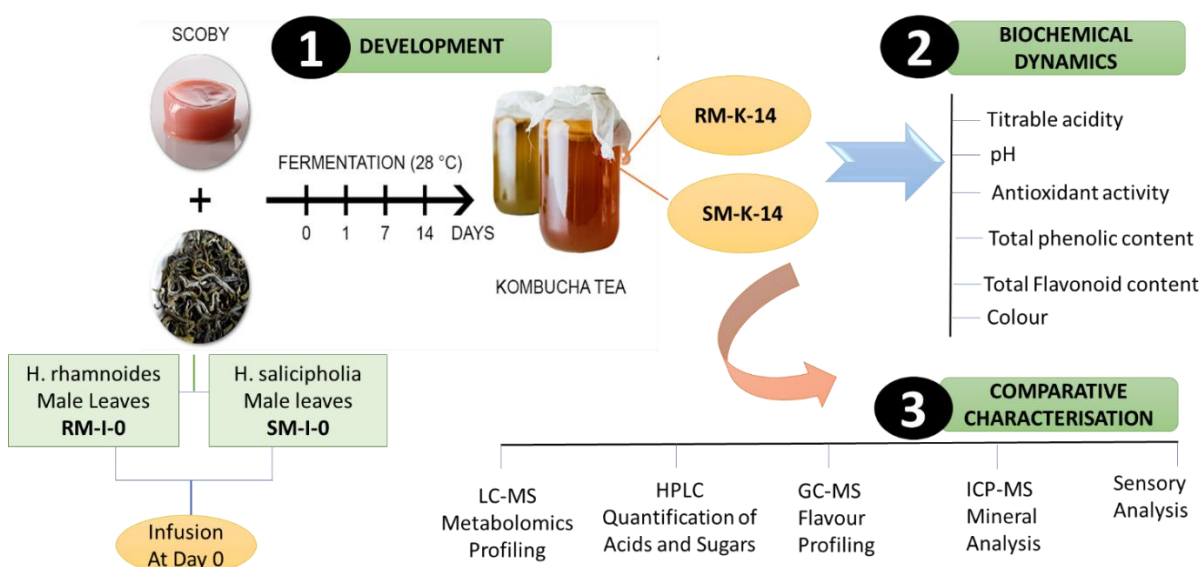 SCOBY
+
1
DEVELOPMENT
FERMENTATION (28 °C)
0 1 7 14 DAYS
KOMBUCHA TEA
RM-K-14
SM-K-14
H. rhamnoides
Male Leaves
RM-I-0
H. salicipholia
Male leaves
SM-I-0
Infusion
At Day 0
2
BIOCHEMICAL
DYNAMICS
Titrable acidity
pH
Antioxidant activity
Total phenolic content
Total Flavonoid content
Colour
3
COMPARATIVE
CHARACTERISATION
LC-MS
Metabolomics
Profiling
HPLC
Quantification of
Acids and Sugars
GC-MS
Flavour
Profiling
ICP-MS
Mineral
Analysis
Sensory
Analysis